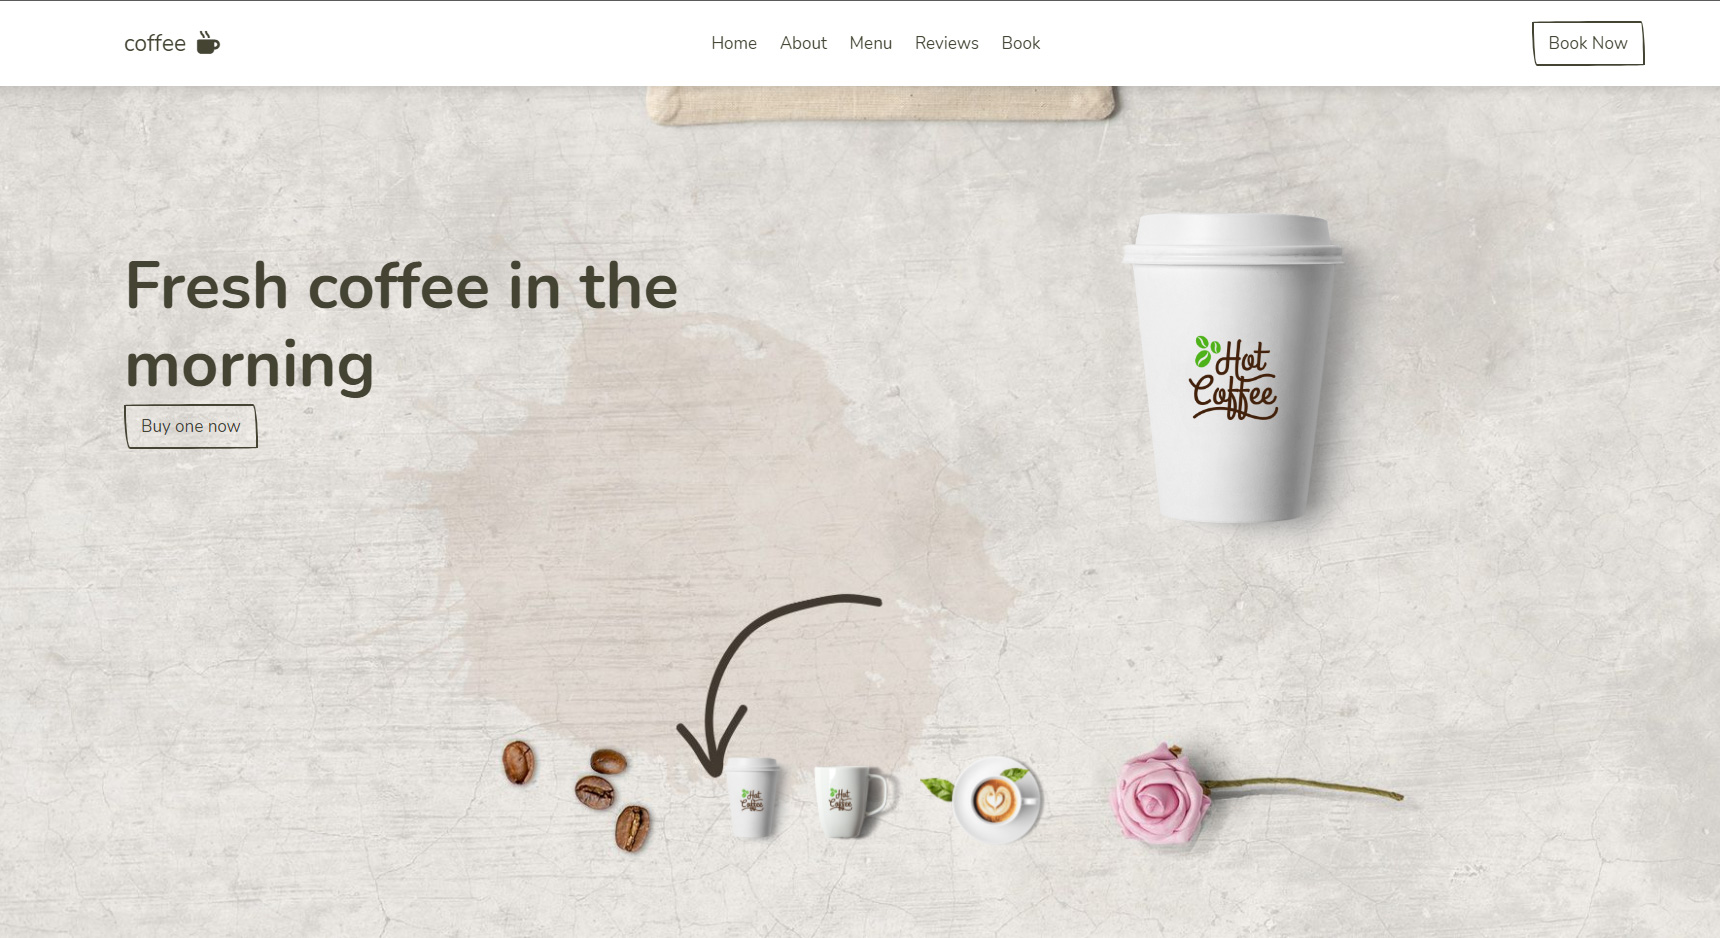 coffee
Home About Menu Reviews Book
Book Now
Fresh coffee in the
morning
Buy one now
Hot
Coffee
Hot
Coffee
Hot
Coffee